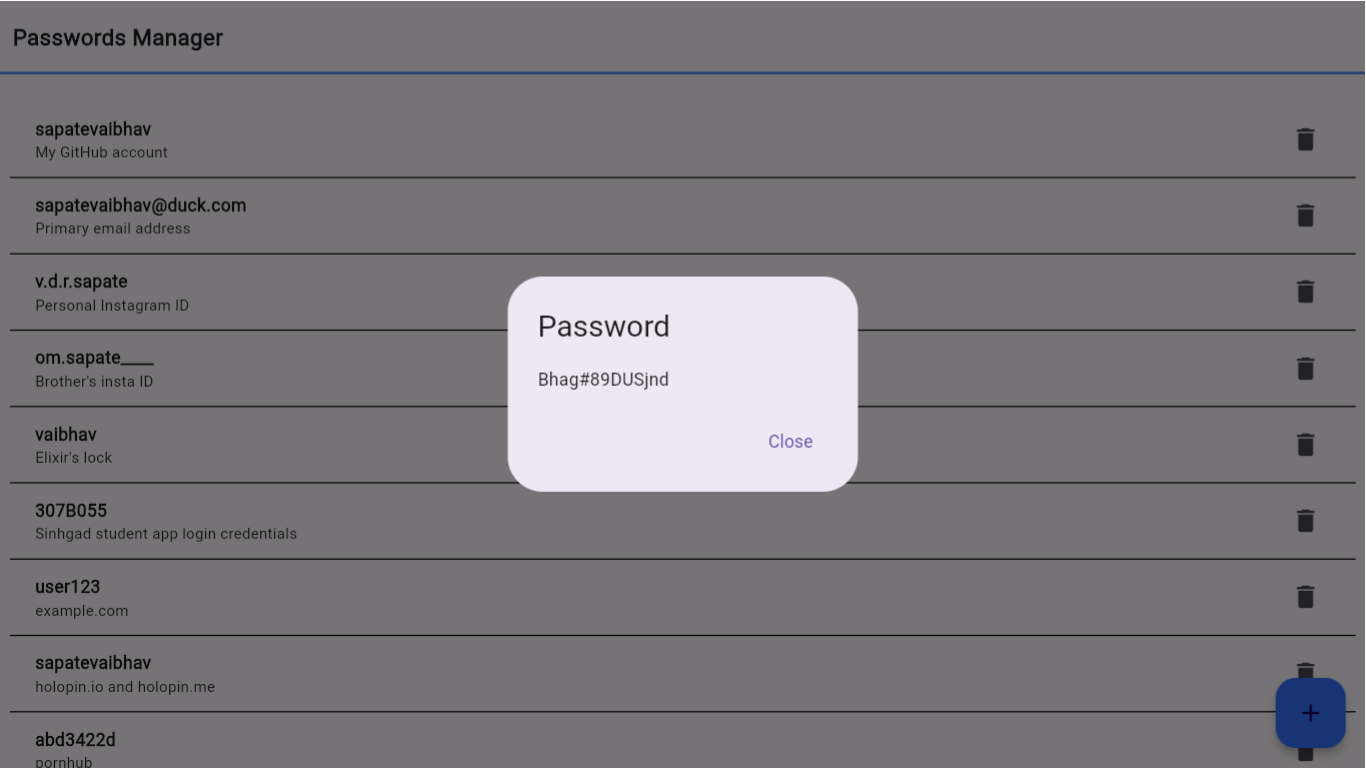 Passwords Manager
sapatevaibhav
My GitHub account
sapatevaibhav@duck.com
Primary email address
v.d.r.sapate
Personal Instagram ID
om.sapate____
Brother's insta ID
vaibhav
Elixir's lock
307B055
Sinhgad student app login credentials
user123
example.com
sapatevaibhav
holopin.io and holopin.me
abd3422d
pornhub
Password
Bhag#89DUSjnd
Close
+